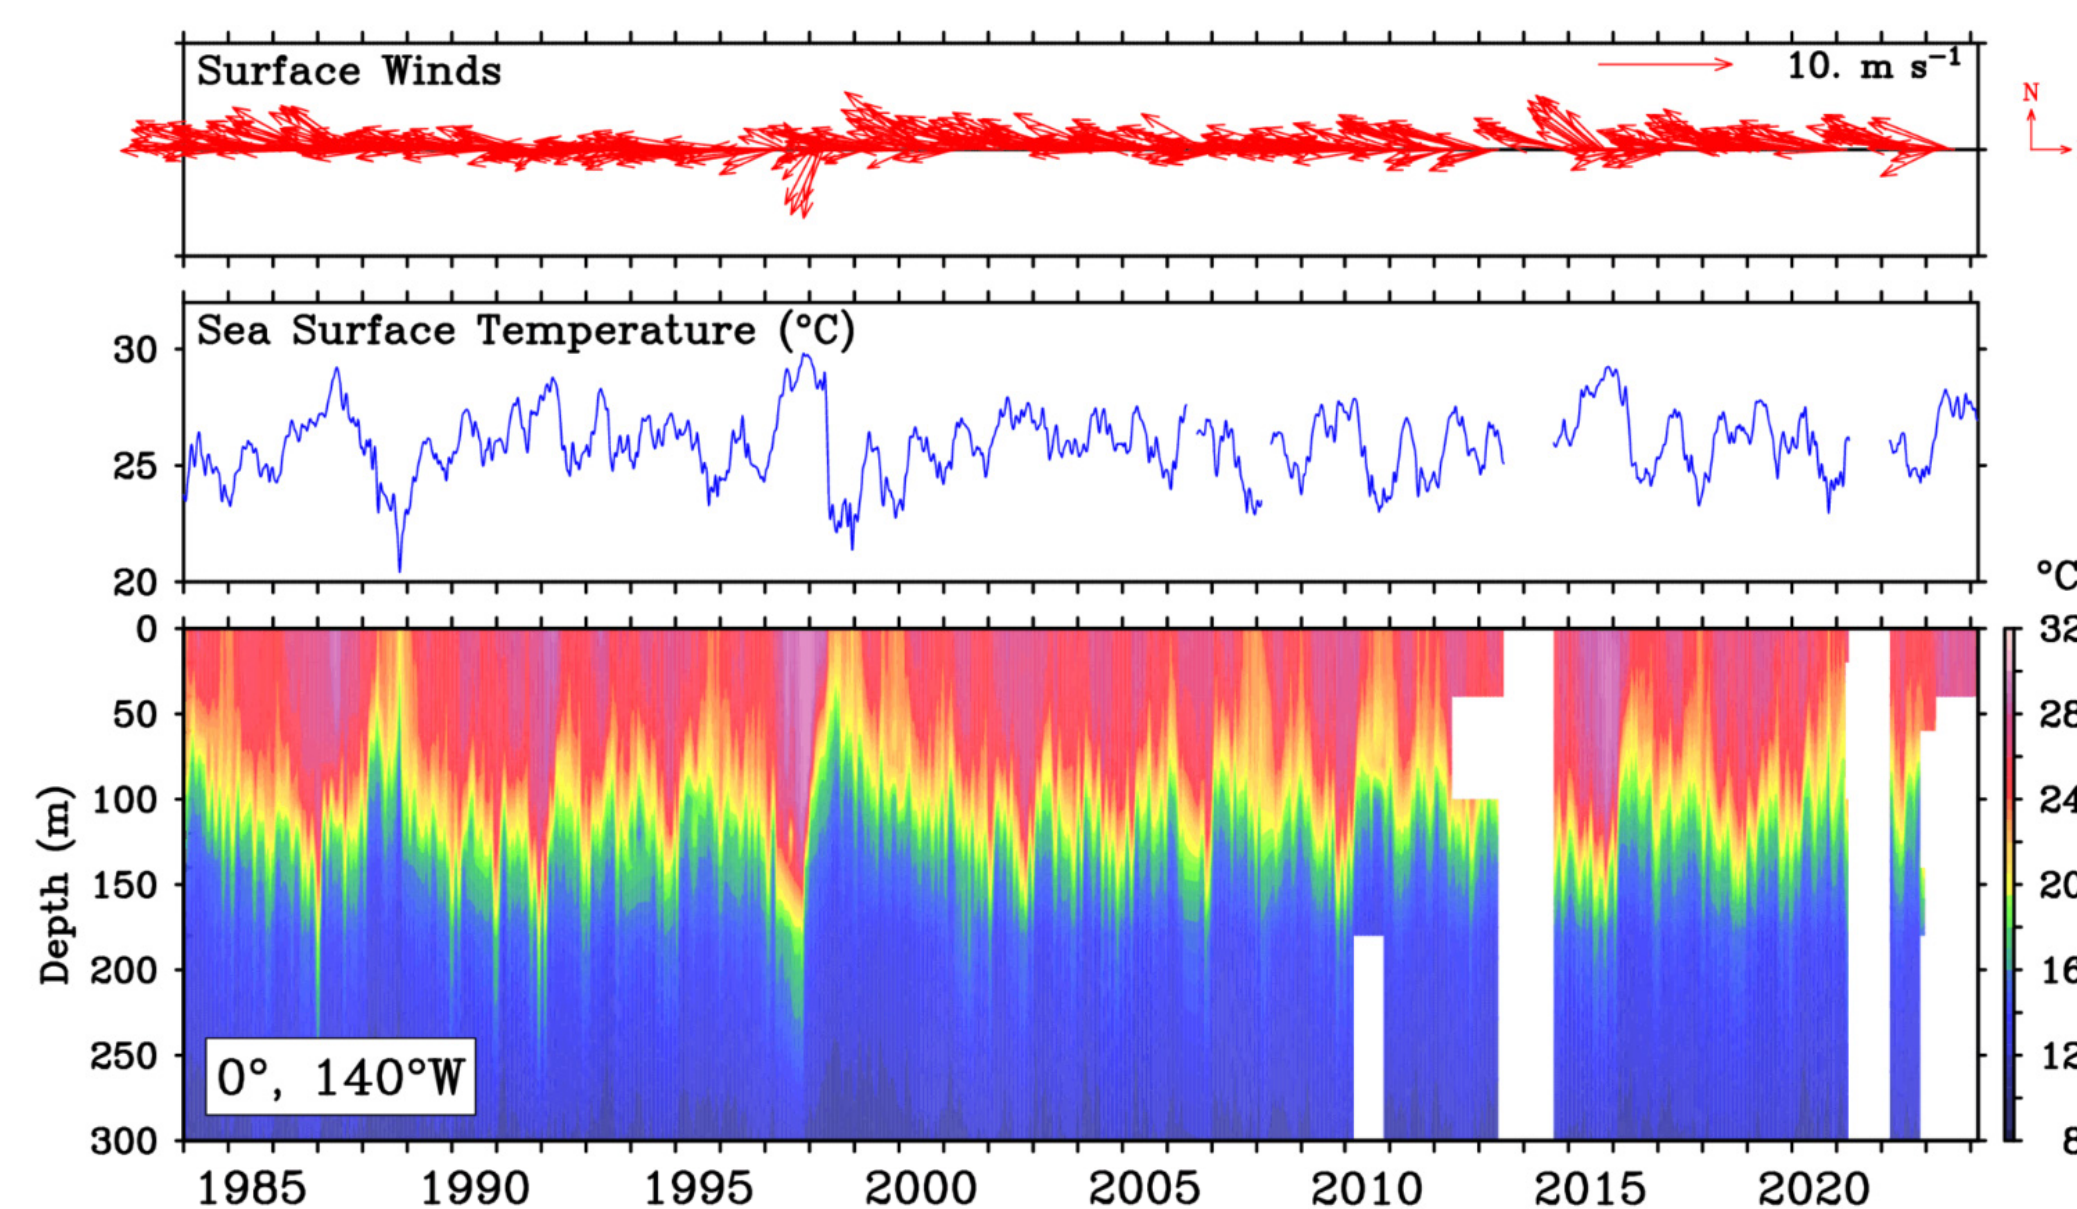 Surface Winds
10. m s⁻¹
N
Sea Surface Temperature (°C)
30
25
20
°C
0
50
100
150
200
250
300
Depth (m)
0°, 140°W
32
28
24
20
16
12
8
1985 1990 1995 2000 2005 2010 2015 2020